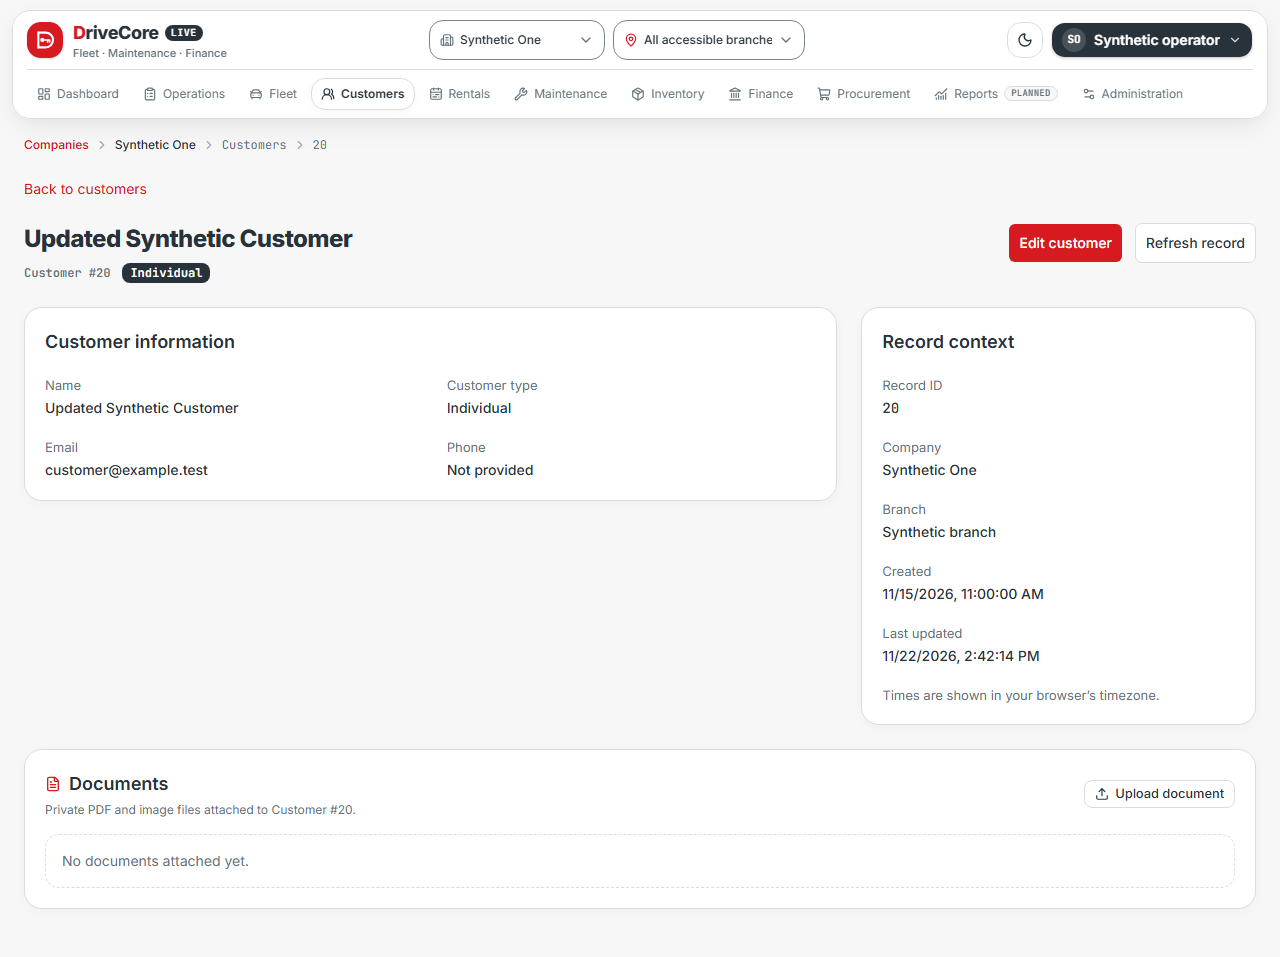 DriveCore LIVE
Fleet · Maintenance · Finance
Synthetic One
All accessible branche
SO Synthetic operator
Dashboard Operations Fleet Customers Rentals Maintenance Inventory Finance Procurement Reports PLANNED Administration
Companies > Synthetic One > Customers > 20
Back to customers
Updated Synthetic Customer
Customer #20 Individual
Edit customer
Refresh record
Customer information
Name
Updated Synthetic Customer
Customer type
Individual
Email
customer@example.test
Phone
Not provided
Record context
Record ID
20
Company
Synthetic One
Branch
Synthetic branch
Created
11/15/2026, 11:00:00 AM
Last updated
11/22/2026, 2:42:14 PM
Times are shown in your browser’s timezone.
Documents
Private PDF and image files attached to Customer #20.
Upload document
No documents attached yet.